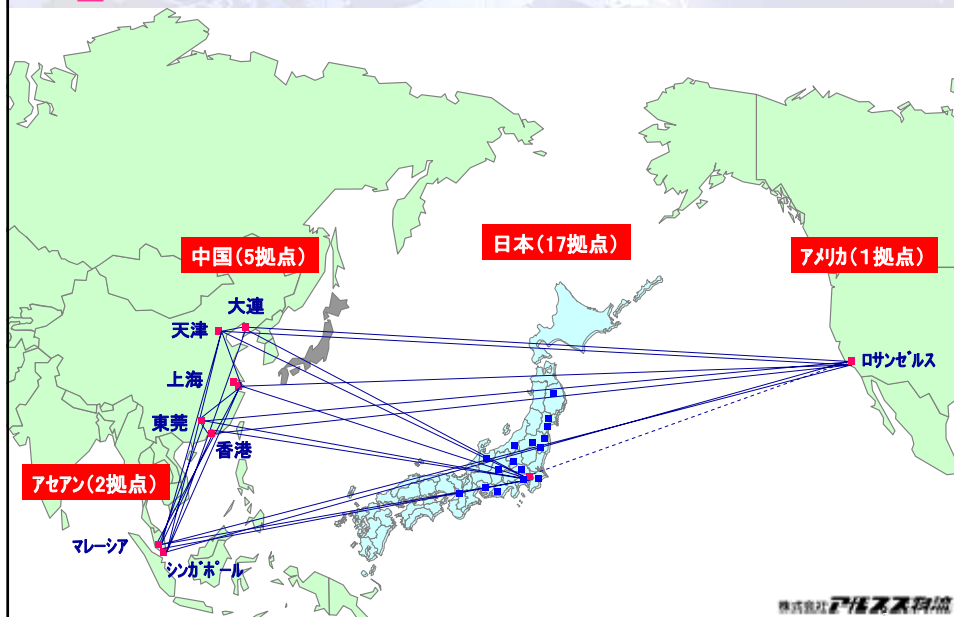 中国(5拠点)
日本(17拠点)
アメリカ(1拠点)
大連
天津
ロサンゼルス
上海
東莞
香港
アセアン(2拠点)
マレーシア
シンガポール
株式会社